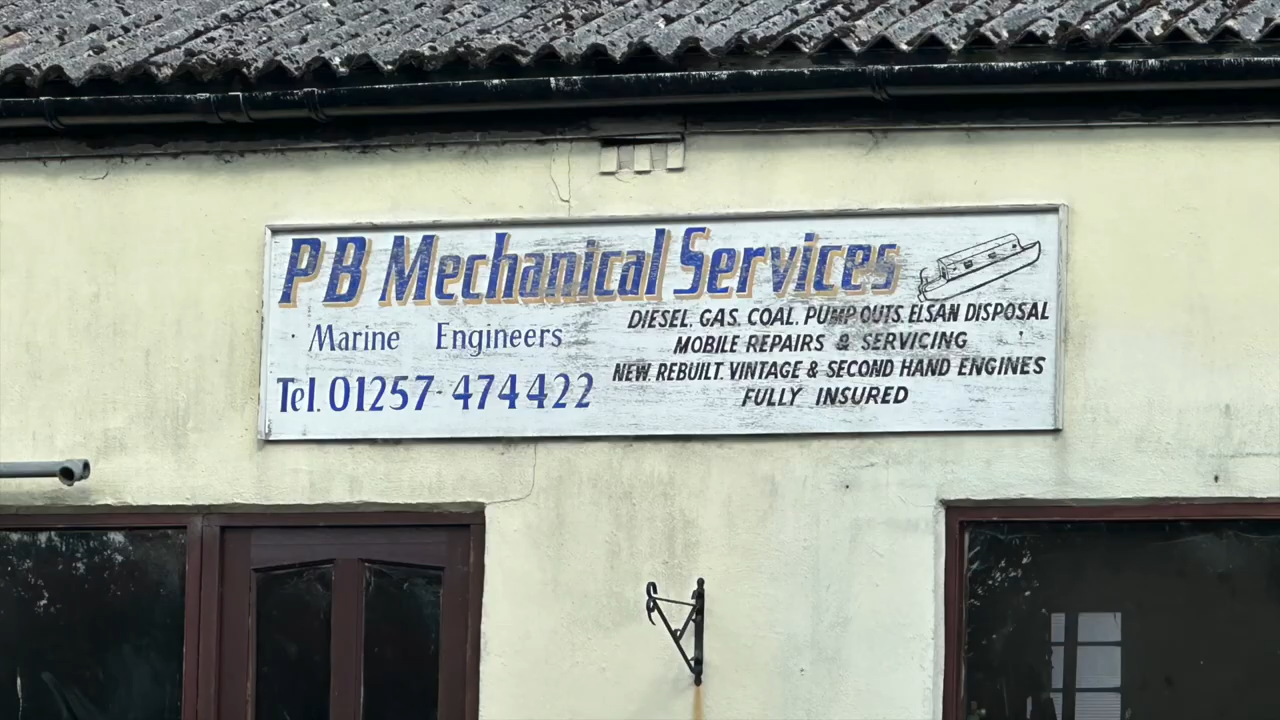 PB Mechanical Services
Marine Engineers
Tel. 01257-474422
DIESEL. GAS. COAL. PUMP OUTS. ELSAN DISPOSAL
MOBILE REPAIRS & SERVICING
NEW. REBUILT. VINTAGE & SECOND HAND ENGINES
FULLY INSURED